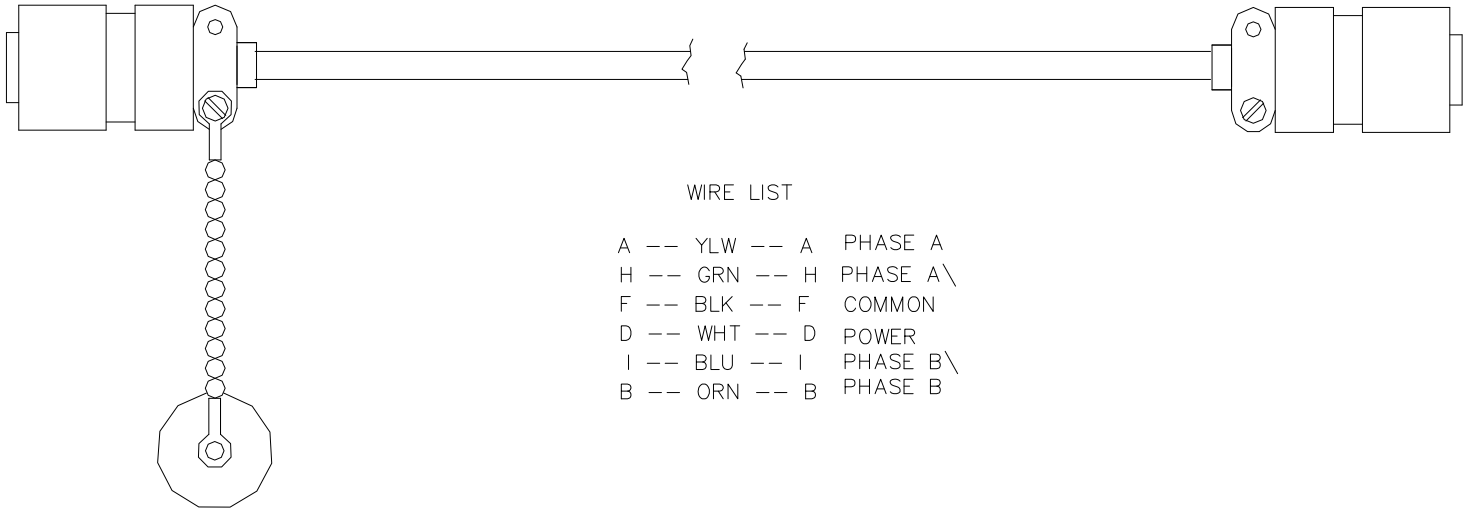 WIRE LIST
A -- YLW -- A PHASE A
H -- GRN -- H PHASE A\
F -- BLK -- F COMMON
D -- WHT -- D POWER
I -- BLU -- I PHASE B\
B -- ORN -- B PHASE B